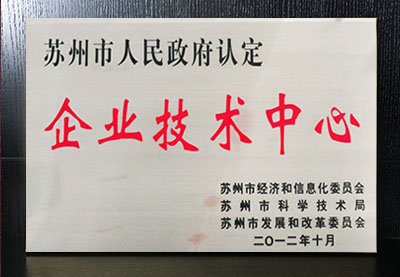 苏州市人民政府认定
企业技术中心
苏州市经济和信息化委员会
苏州市科学技术局
苏州市发展和改革委员会
二〇一二年十月